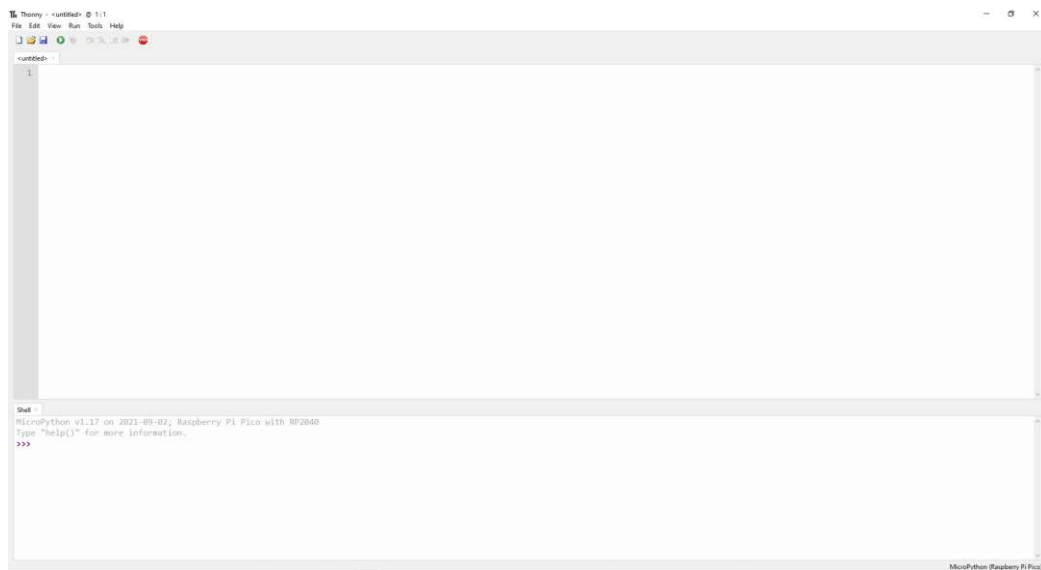 Thonny - <untitled> @ 1:1
File Edit View Run Tools Help
<untitled>
1
Shell
MicroPython v1.17 on 2021-09-02; Raspberry Pi Pico with RP2040
Type "help()" for more information.
>>>
MicroPython (Raspberry Pi Pico)